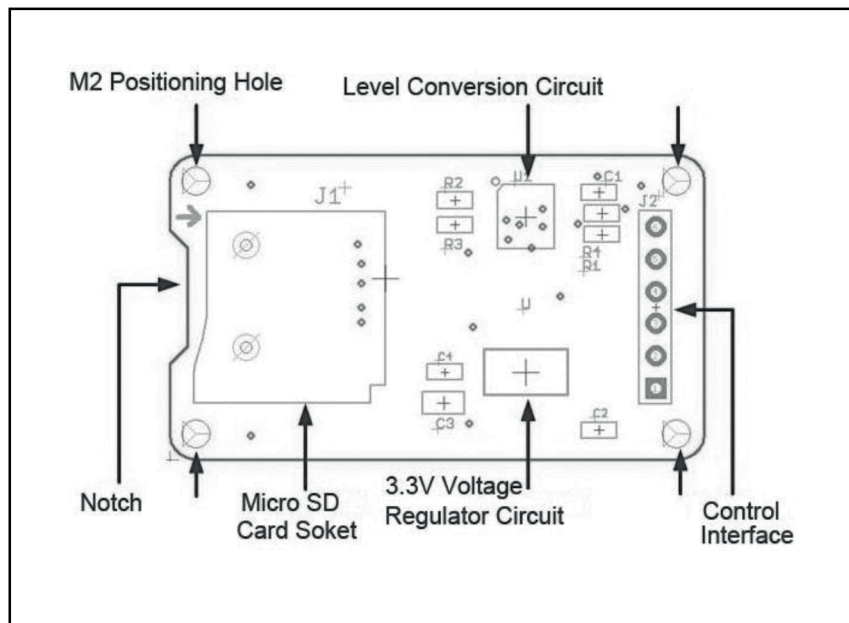 M2 Positioning Hole
Level Conversion Circuit
J1
R2
R3
C1
J2
R4
R1
U
C4
C3
C2
Notch
Micro SD
Card Soket
3.3V Voltage
Regulator Circuit
Control
Interface